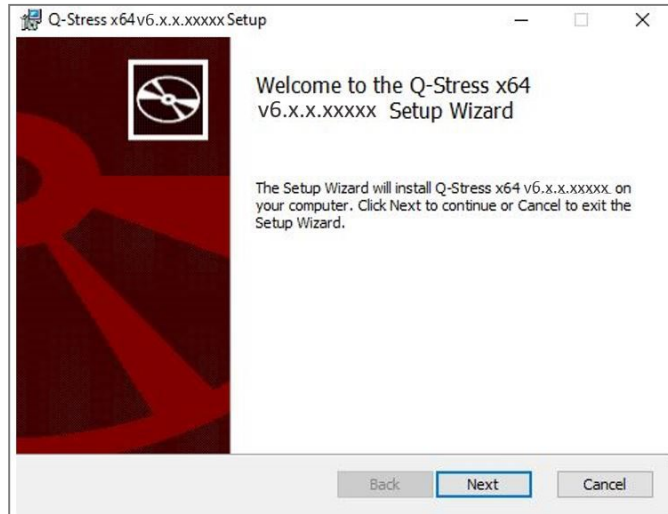 Q-Stress x64 v6.x.x.xxxxx Setup
Welcome to the Q-Stress x64
v6.x.x.xxxxx Setup Wizard
The Setup Wizard will install Q-Stress x64 v6.x.x.xxxxx on
your computer. Click Next to continue or Cancel to exit the
Setup Wizard.
Back Next Cancel